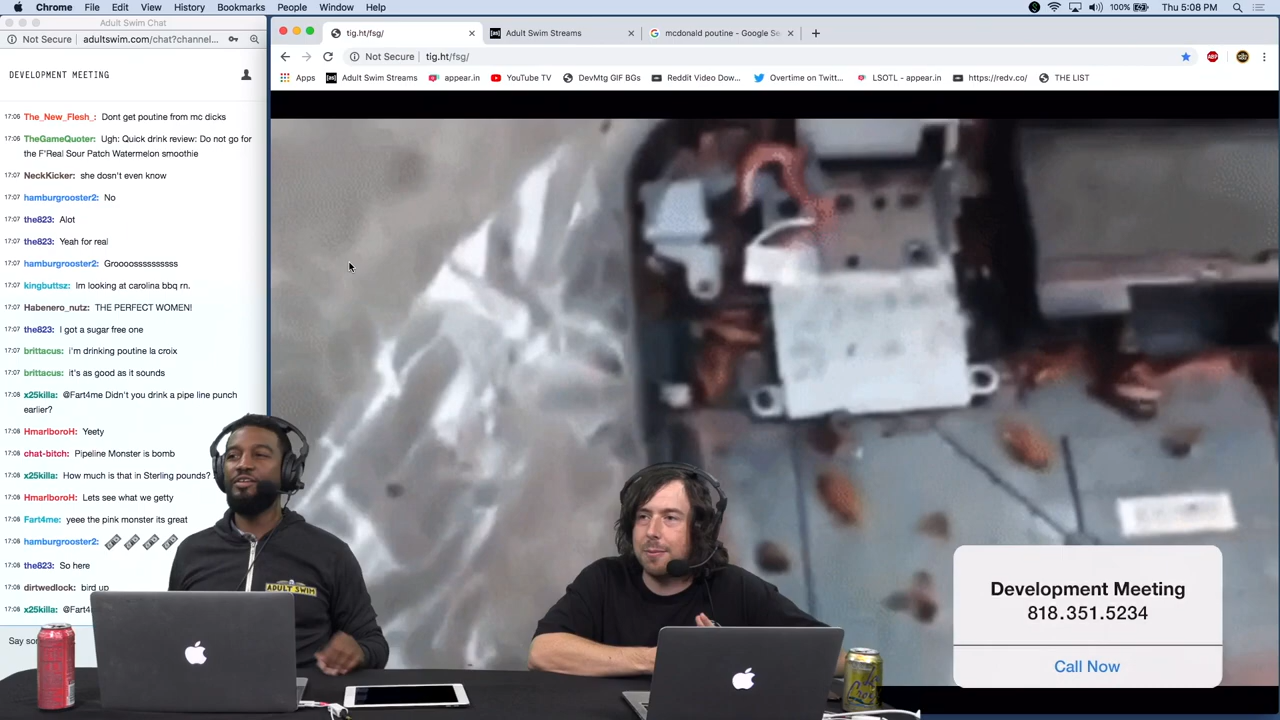 Chrome File Edit View History Bookmarks People Window Help
100% Thu 5:08 PM
Adult Swim Chat
Not Secure adultswim.com/chat?channel...
DEVELOPMENT MEETING
17:06 The_New_Flesh_: Dont get poutine from mc dicks
17:06 TheGameQuoter: Ugh: Quick drink review: Do not go for
the F'Real Sour Patch Watermelon smoothie
17:07 NeckKicker: she dosn't even know
17:07 hamburgrooster2: No
17:07 the823: Alot
17:07 the823: Yeah for real
17:07 hamburgrooster2: Groooossssssssss
17:07 kingbuttsz: Im looking at carolina bbq rn.
17:07 Habenero_nutz: THE PERFECT WOMEN!
17:07 the823: I got a sugar free one
17:07 brittacus: i'm drinking poutine la croix
17:07 brittacus: it's as good as it sounds
17:08 x25killa: @Fart4me Didn't you drink a pipe line punch
earlier?
17:08 HmarlboroH: Yeety
17:08 chat-bitch: Pipeline Monster is bomb
17:08 x25killa: How much is that in Sterling pounds?
17:08 HmarlboroH: Lets see what we getty
17:08 Fart4me: yeee the pink monster its great
17:08 hamburgrooster2:
17:08 the823: So here
17:08 dirtwedlock: bird up
17:08 x25killa: @Fart4
Say so
tig.ht/fsg/
Adult Swim Streams
mcdonald poutine - Google Se
Not Secure tig.ht/fsg/
Apps Adult Swim Streams appear.in YouTube TV DevMtg GIF BGs Reddit Video Dow... Overtime on Twitt... LSOTL - appear.in https://redv.co/ THE LIST
ADULT SWIM
Development Meeting
818.351.5234
Call Now